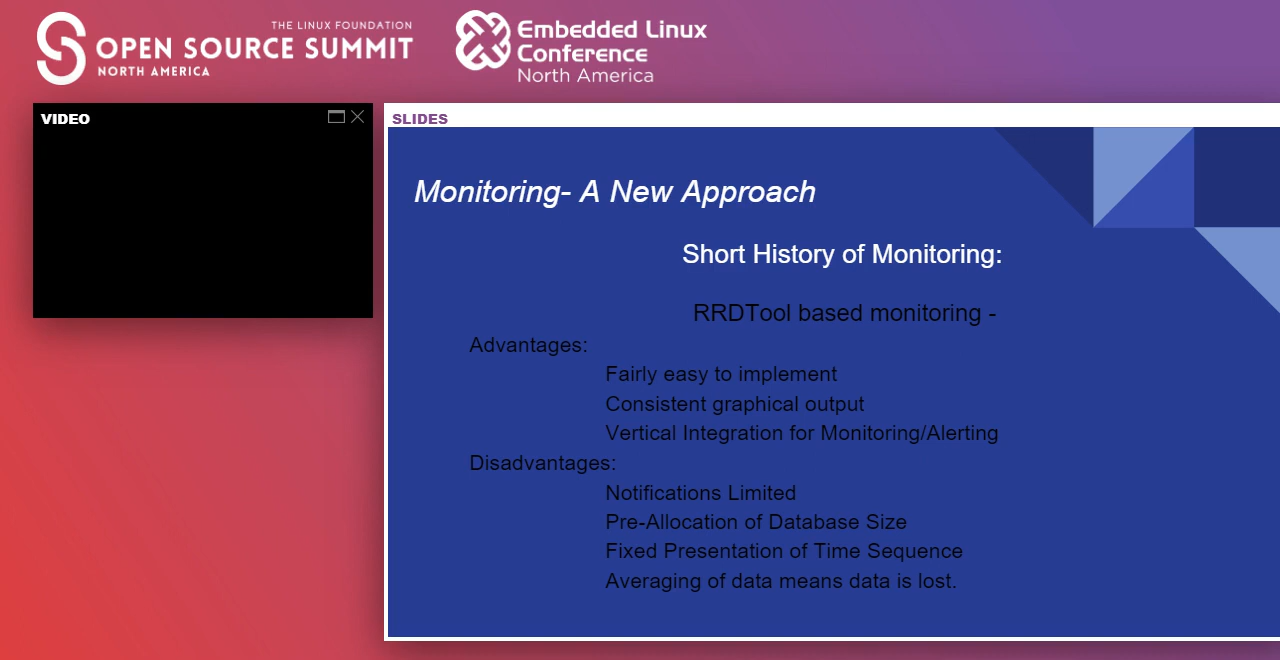 THE LINUX FOUNDATION
OPEN SOURCE SUMMIT
NORTH AMERICA
Embedded Linux
Conference
North America
VIDEO
SLIDES
Monitoring- A New Approach
Short History of Monitoring:
RRDTool based monitoring -
Advantages:
Fairly easy to implement
Consistent graphical output
Vertical Integration for Monitoring/Alerting
Disadvantages:
Notifications Limited
Pre-Allocation of Database Size
Fixed Presentation of Time Sequence
Averaging of data means data is lost.